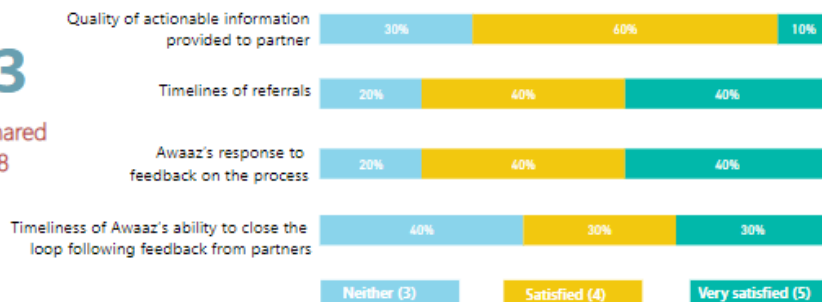 Quality of actionable information
provided to partner
30% 60% 10%
3
Timelines of referrals
20% 40% 40%
8
Awaaz's response to
feedback on the process
20% 40% 40%
Timeliness of Awaaz's ability to close the
loop following feedback from partners
40% 30% 30%
Neither (3) Satisfied (4) Very satisfied (5)